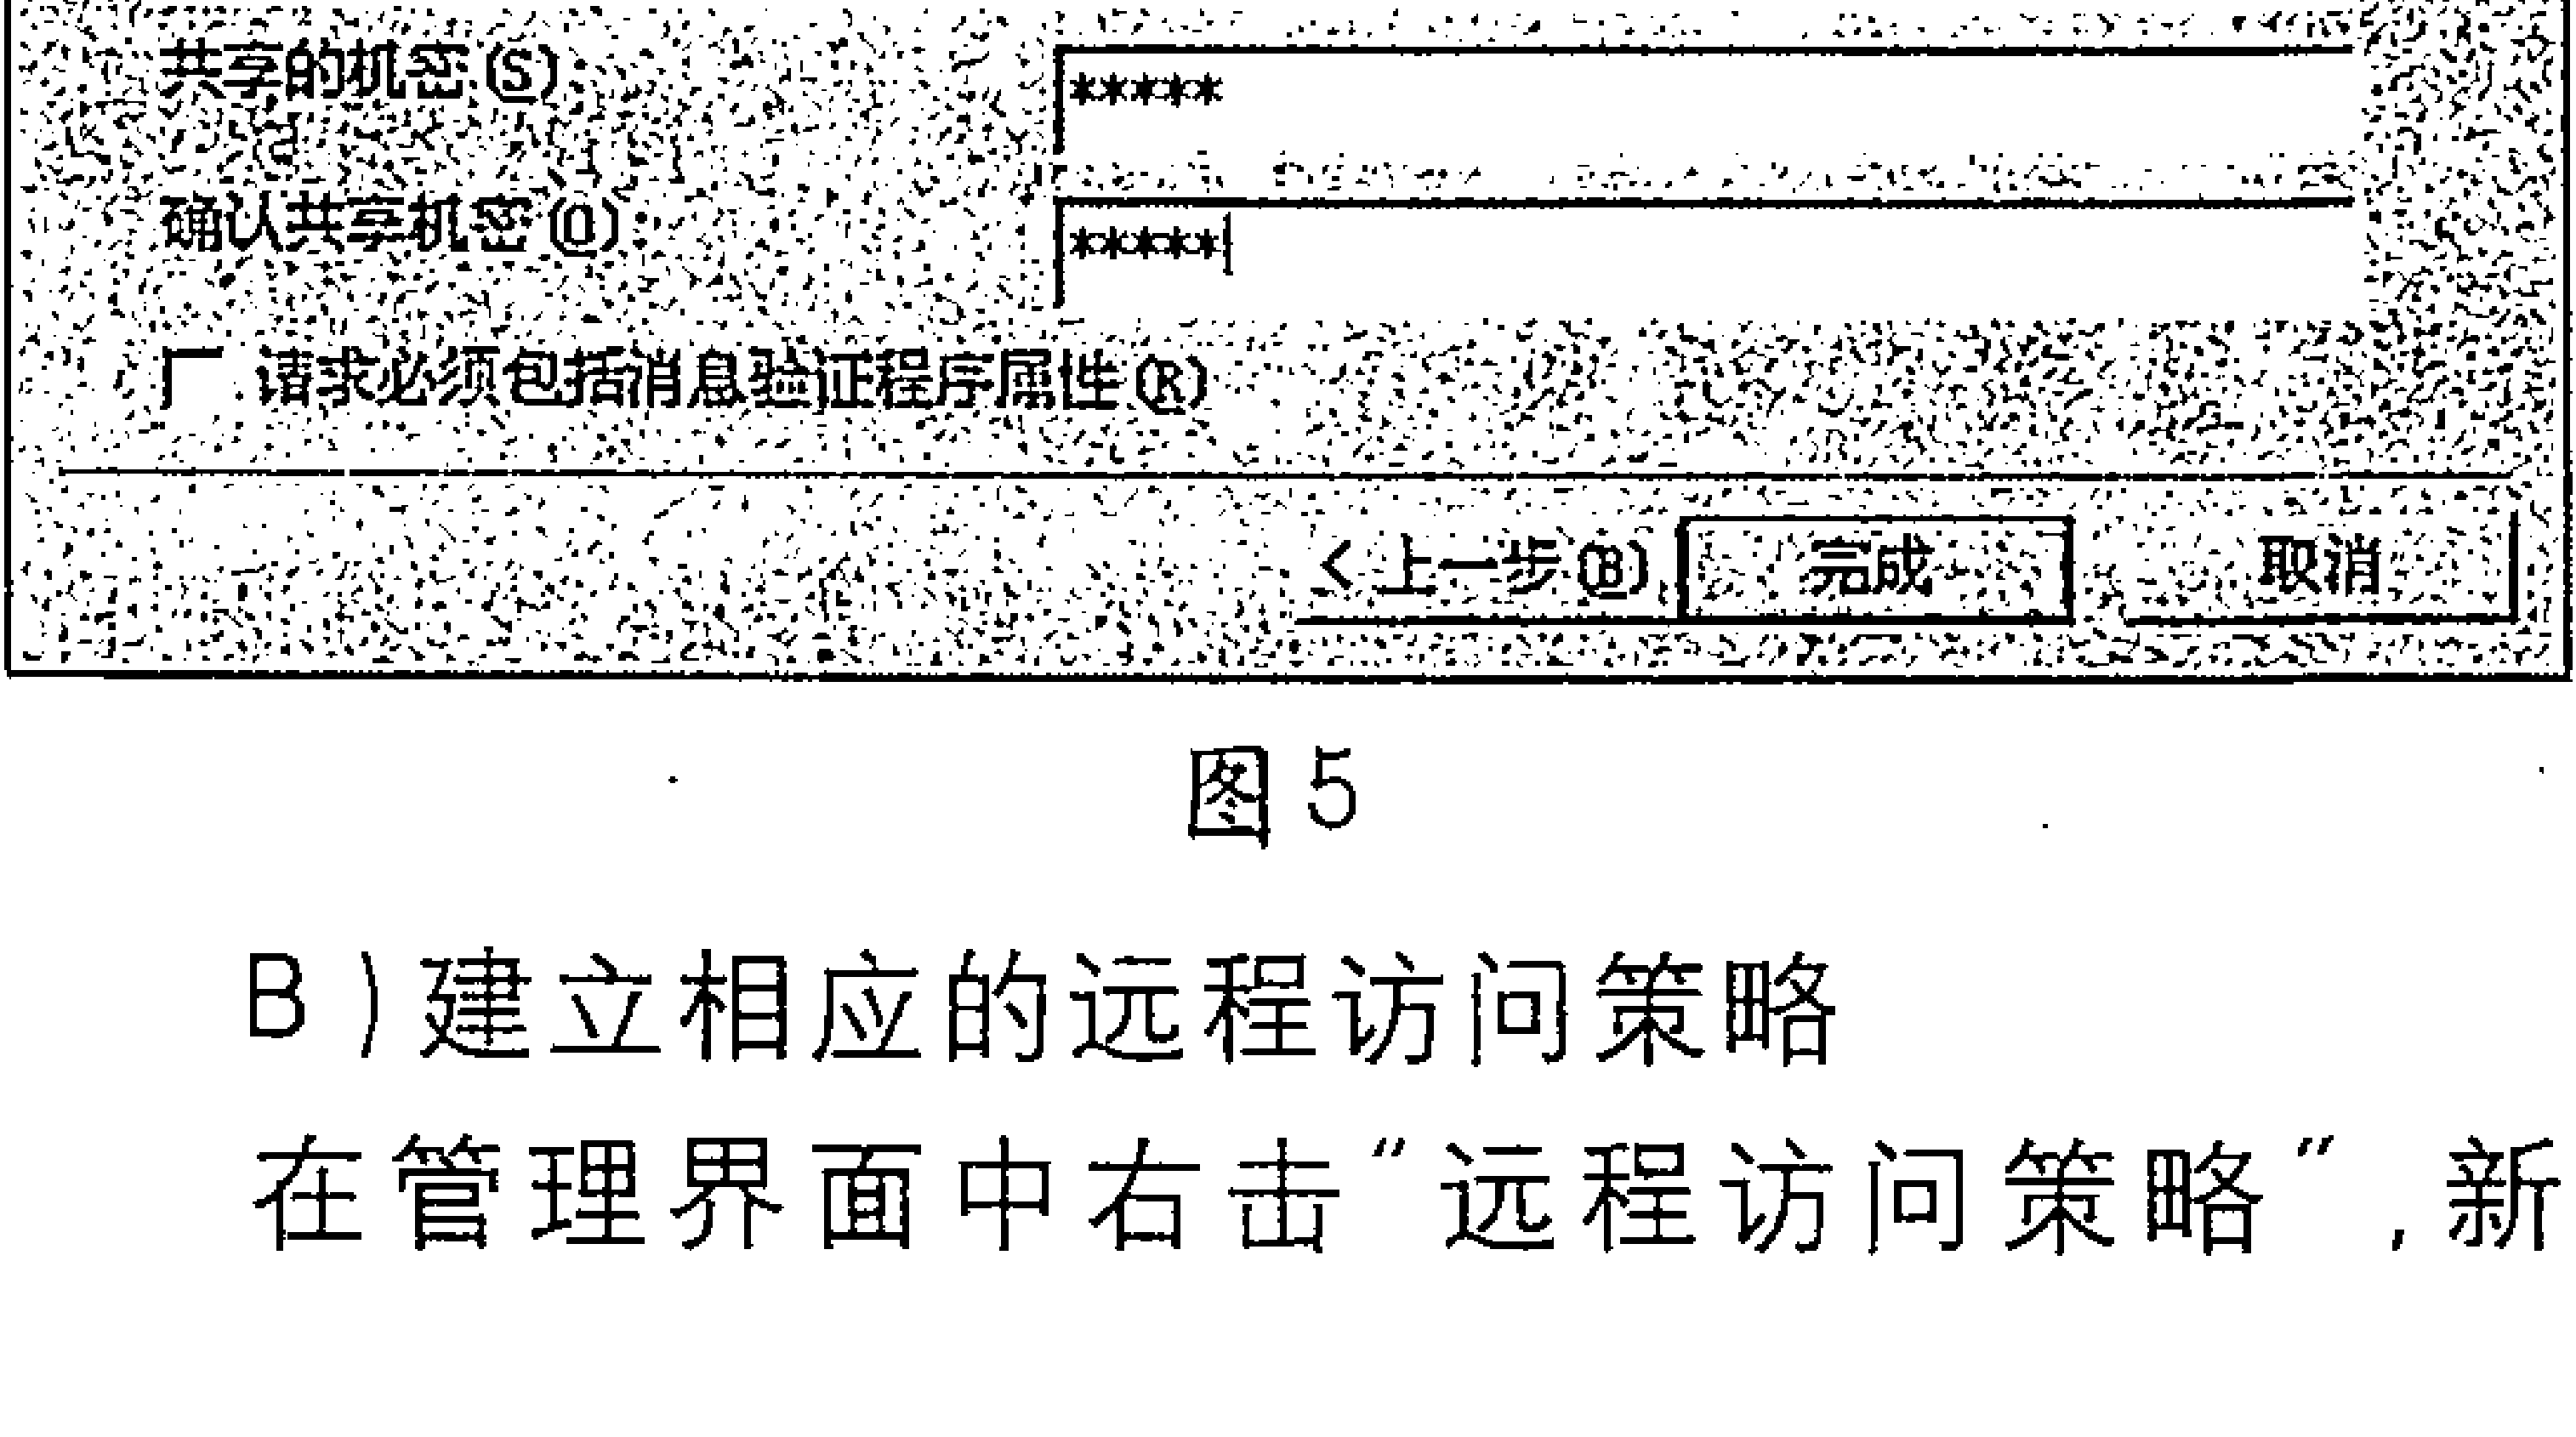 共享的机密(S): *****
确认共享机密(O): *****
请求必须包括消息验证程序属性(R)
< 上一步(B) 完成 取消
图5
B)建立相应的远程访问策略
在管理界面中右击“远程访问策略”,新